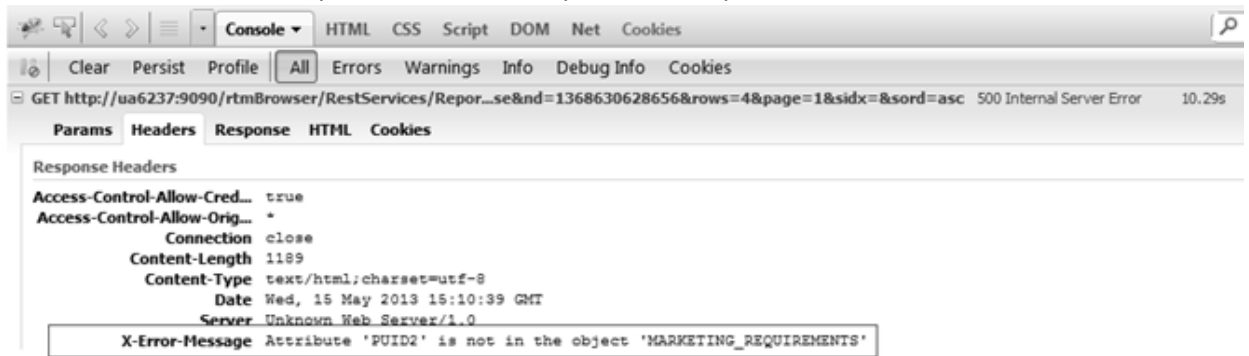 Console HTML CSS Script DOM Net Cookies
Clear Persist Profile All Errors Warnings Info Debug Info Cookies
GET http://ua6237:9090/rtmBrowser/RestServices/Repor...se&nd=1368630628656&rows=4&page=1&sidx=&sord=asc 500 Internal Server Error 10.29s
Params Headers Response HTML Cookies
Response Headers
Access-Control-Allow-Cred... true
Access-Control-Allow-Orig... *
Connection close
Content-Length 1189
Content-Type text/html;charset=utf-8
Date Wed, 15 May 2013 15:10:39 GMT
Server Unknown Web Server/1.0
X-Error-Message Attribute 'PUID2' is not in the object 'MARKETING_REQUIREMENTS'